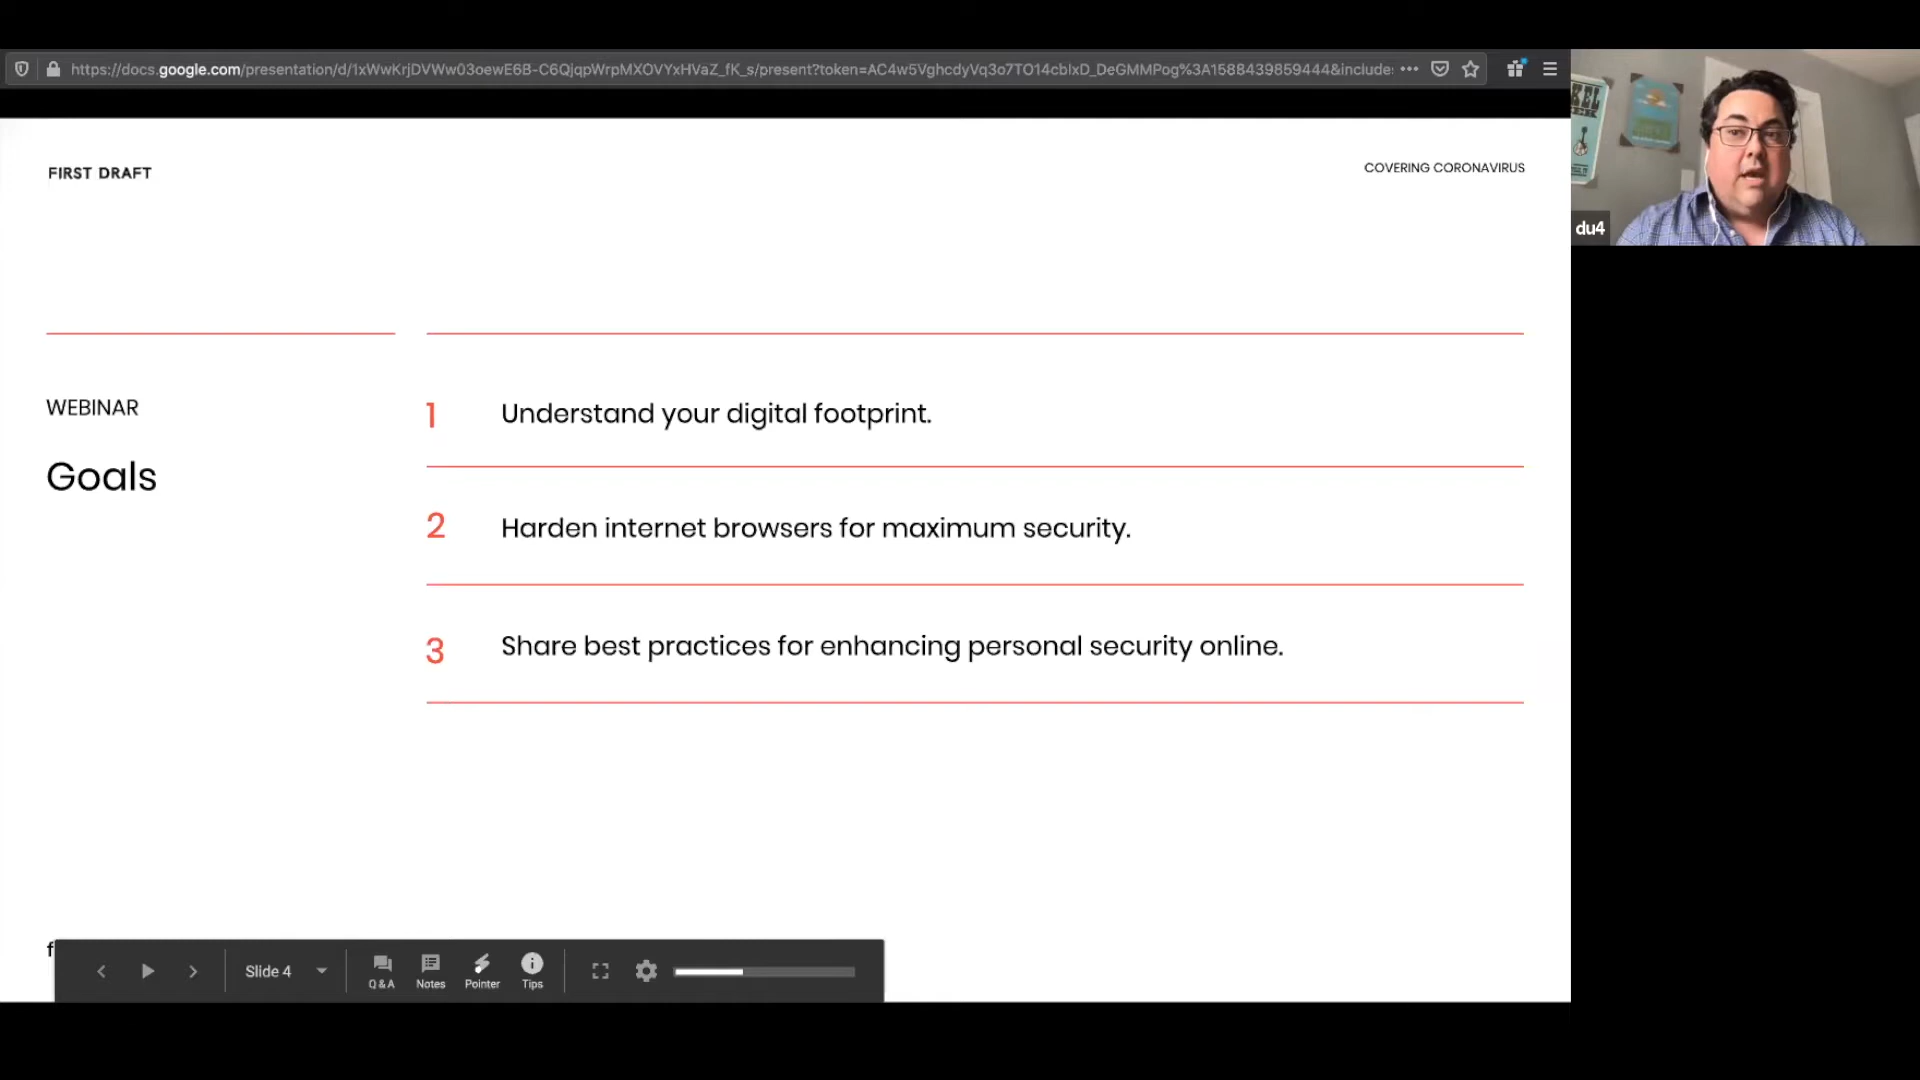 https://docs.google.com/presentation/d/1xWwKrjDVWw03oewE6B-C6QjqpWrpMXOVYxHVaZ_fK_s/present?token=AC4w5VghcdyVq3o7TO14cblxD_DeGMMPog%3A1588439859444&include:
FIRST DRAFT
COVERING CORONAVIRUS
du4
WEBINAR
Goals
1 Understand your digital footprint.
2 Harden internet browsers for maximum security.
3 Share best practices for enhancing personal security online.
f
Slide 4
Q&A
Notes
Pointer
Tips